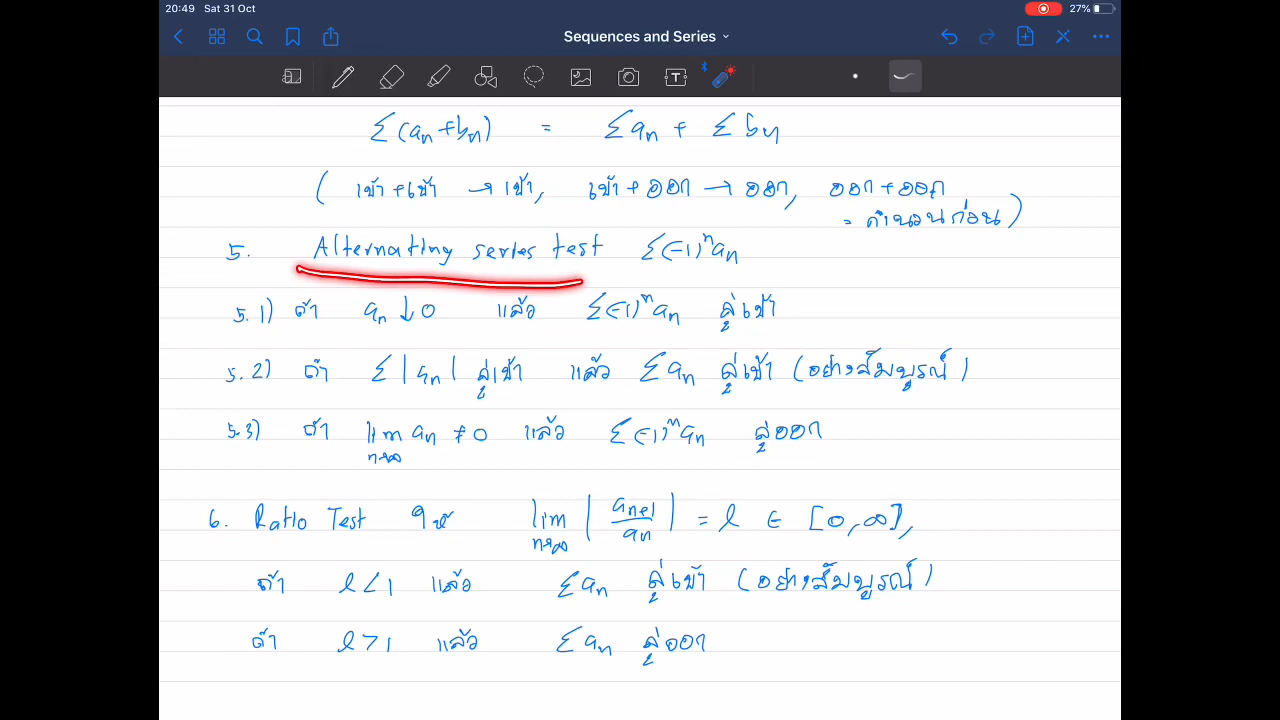 20:49 Sat 31 Oct 27%
Sequences and Series
Σ(aₙ+bₙ) = Σaₙ + Σbₙ
(เข้า+เข้า → เข้า, เข้า+ออก → ออก, ออก+ออก
= คำนวนก่อน)
5. Alternating series test Σ(-1)ⁿaₙ
5.1) ถ้า aₙ↓0 แล้ว Σ(-1)ⁿaₙ ลู่เข้า
5.2) ถ้า Σ|aₙ| ลู่เข้า แล้ว Σaₙ ลู่เข้า (อย่างสัมบูรณ์)
5.3) ถ้า lim n→∞ aₙ ≠ 0 แล้ว Σ(-1)ⁿaₙ ลู่ออก
6. Ratio Test ให้ lim n→∞ |aₙ₊₁/aₙ| = l ∈ [0,∞],
ถ้า l < 1 แล้ว Σaₙ ลู่เข้า (อย่างสัมบูรณ์)
ถ้า l > 1 แล้ว Σaₙ ลู่ออก